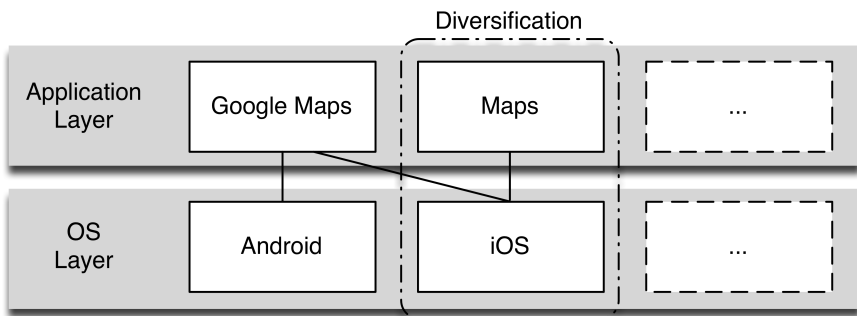 Diversification
Application
Layer
Google Maps
Maps
...
OS
Layer
Android
iOS
...